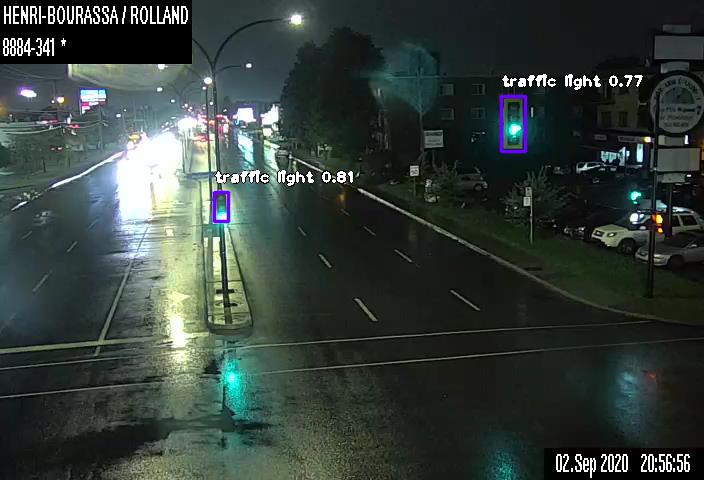 HENRI-BOURASSA / ROLLAND
8884-341 *
traffic light 0.77
traffic light 0.81
02.Sep 2020 20:56:56